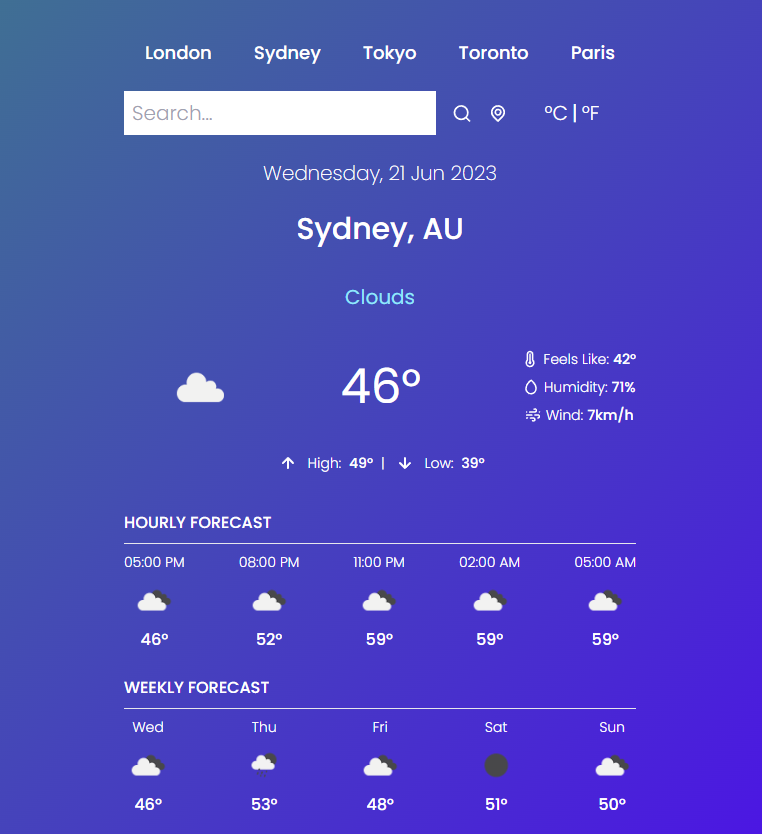 London Sydney Tokyo Toronto Paris
Search... °C | °F
Wednesday, 21 Jun 2023
Sydney, AU
Clouds
46°
Feels Like: 42°
Humidity: 71%
Wind: 7km/h
High: 49° | Low: 39°
HOURLY FORECAST
05:00 PM 08:00 PM 11:00 PM 02:00 AM 05:00 AM
46° 52° 59° 59° 59°
WEEKLY FORECAST
Wed Thu Fri Sat Sun
46° 53° 48° 51° 50°